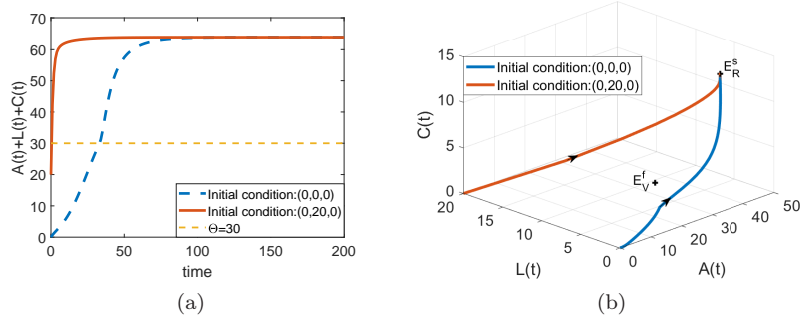 70
60
50
40
30
20
10
0
A(t)+L(t)+C(t)
Initial condition:(0,0,0)
Initial condition:(0,20,0)
Θ=30
0 50 100 150 200
time
(a)
15
10
5
0
C(t)
Initial condition:(0,0,0)
Initial condition:(0,20,0)
E_R^s
E_V^f
20 15 10 5 0
L(t)
0 10 20 30 40 50
A(t)
(b)